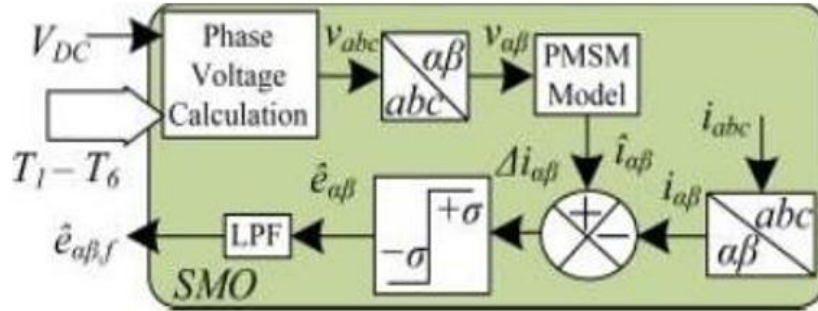 V_DC
T_1 – T_6
Phase
Voltage
Calculation
v_abc
αβ
abc
v_αβ
PMSM
Model
i_abc
î_αβ
Δi_αβ
i_αβ
abc
αβ
+
−
+σ
−σ
ê_αβ
LPF
ê_αβ,f
SMO